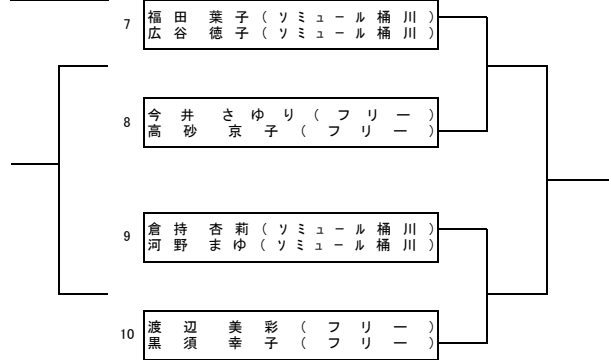 7
福田 葉子(ソミュール桶川)
広谷 徳子(ソミュール桶川)
8
今井 さゆり(フリー)
高砂 京子(フリー)
9
倉持 杏莉(ソミュール桶川)
河野 まゆ(ソミュール桶川)
10
渡辺 美彩(フリー)
黒須 幸子(フリー)